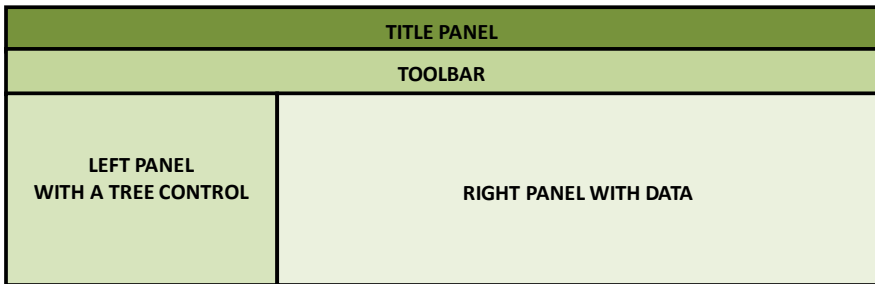 TITLE PANEL
TOOLBAR
LEFT PANEL
WITH A TREE CONTROL
RIGHT PANEL WITH DATA